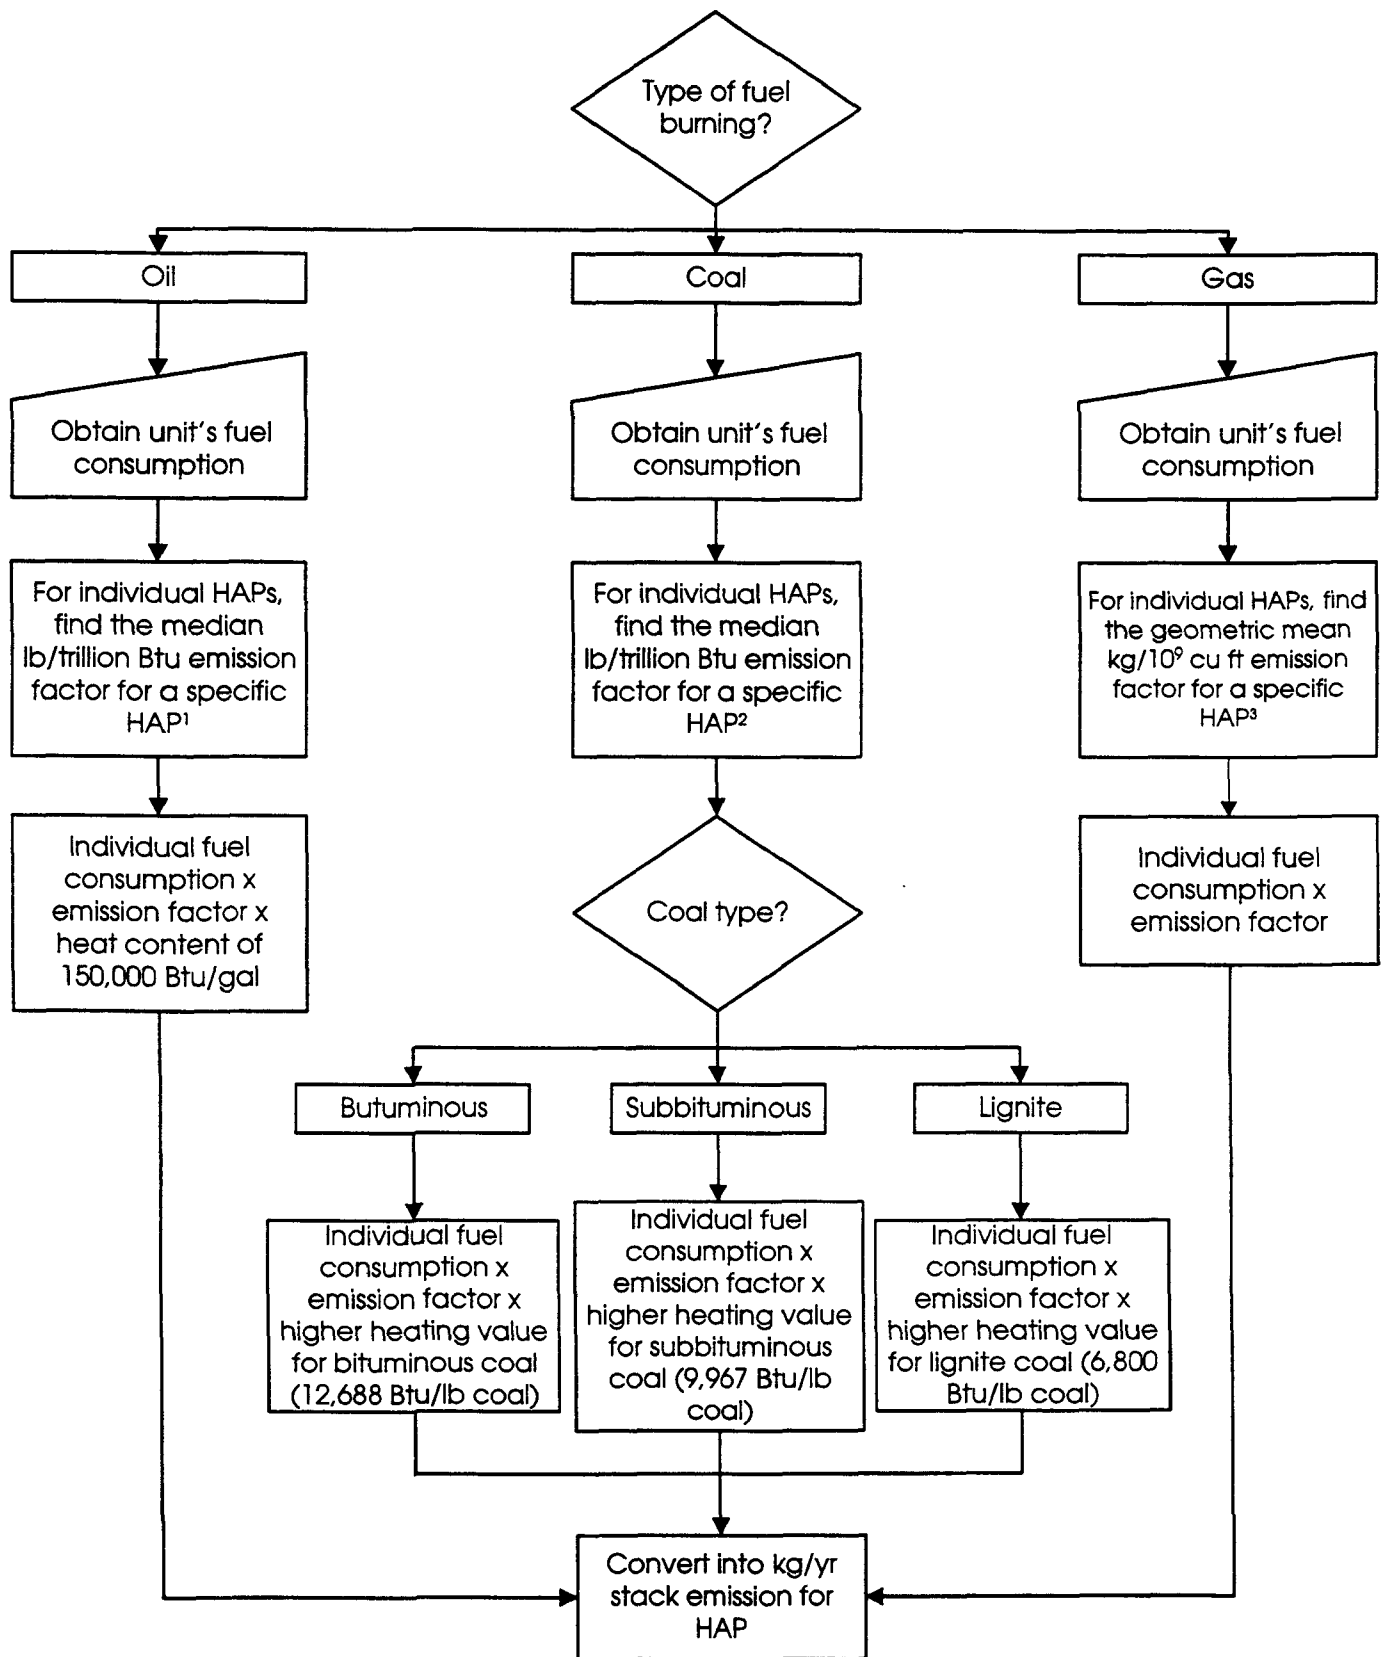 Type of fuel
burning?
Oil
Coal
Gas
Obtain unit's fuel
consumption
Obtain unit's fuel
consumption
Obtain unit's fuel
consumption
For individual HAPs,
find the median
lb/trillion Btu emission
factor for a specific
HAP¹
For individual HAPs,
find the median
lb/trillion Btu emission
factor for a specific
HAP²
For individual HAPs, find
the geometric mean
kg/10⁹ cu ft emission
factor for a specific
HAP³
Individual fuel
consumption x
emission factor x
heat content of
150,000 Btu/gal
Coal type?
Individual fuel
consumption x
emission factor
Butuminous
Subbituminous
Lignite
Individual fuel
consumption x
emission factor x
higher heating value
for bituminous coal
(12,688 Btu/lb coal)
Individual fuel
consumption x
emission factor x
higher heating value
for subbituminous
coal (9,967 Btu/lb
coal)
Individual fuel
consumption x
emission factor x
higher heating value
for lignite coal (6,800
Btu/lb coal)
Convert into kg/yr
stack emission for
HAP